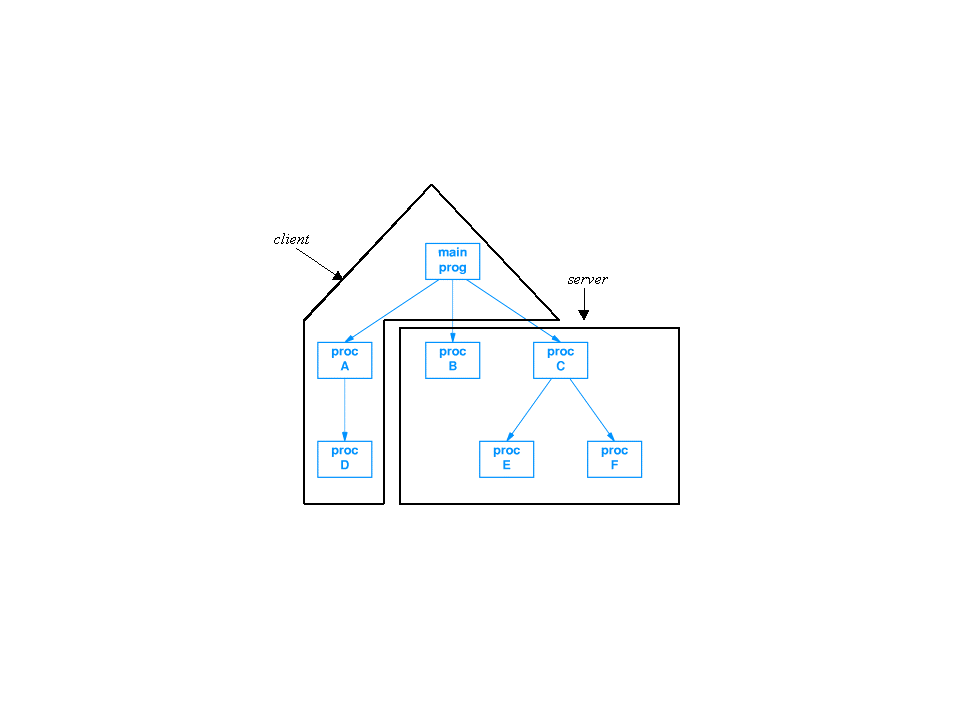 client
main
prog
server
proc
A
proc
B
proc
C
proc
D
proc
E
proc
F